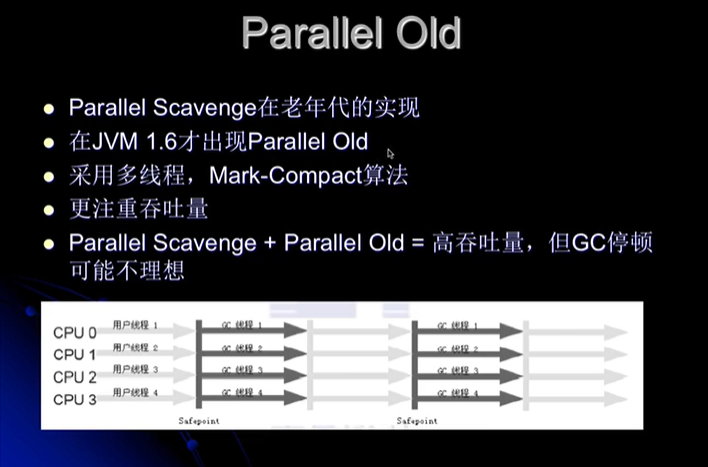 Parallel Old
Parallel Scavenge在老年代的实现
在JVM 1.6才出现Parallel Old
采用多线程，Mark-Compact算法
更注重吞吐量
Parallel Scavenge + Parallel Old = 高吞吐量，但GC停顿
可能不理想
CPU 0 用户线程 1 GC 线程 1 GC 线程 1
CPU 1 用户线程 2 GC 线程 2 GC 线程 2
CPU 2 用户线程 3 GC 线程 3 GC 线程 3
CPU 3 用户线程 4 GC 线程 4 GC 线程 4
Safepoint Safepoint